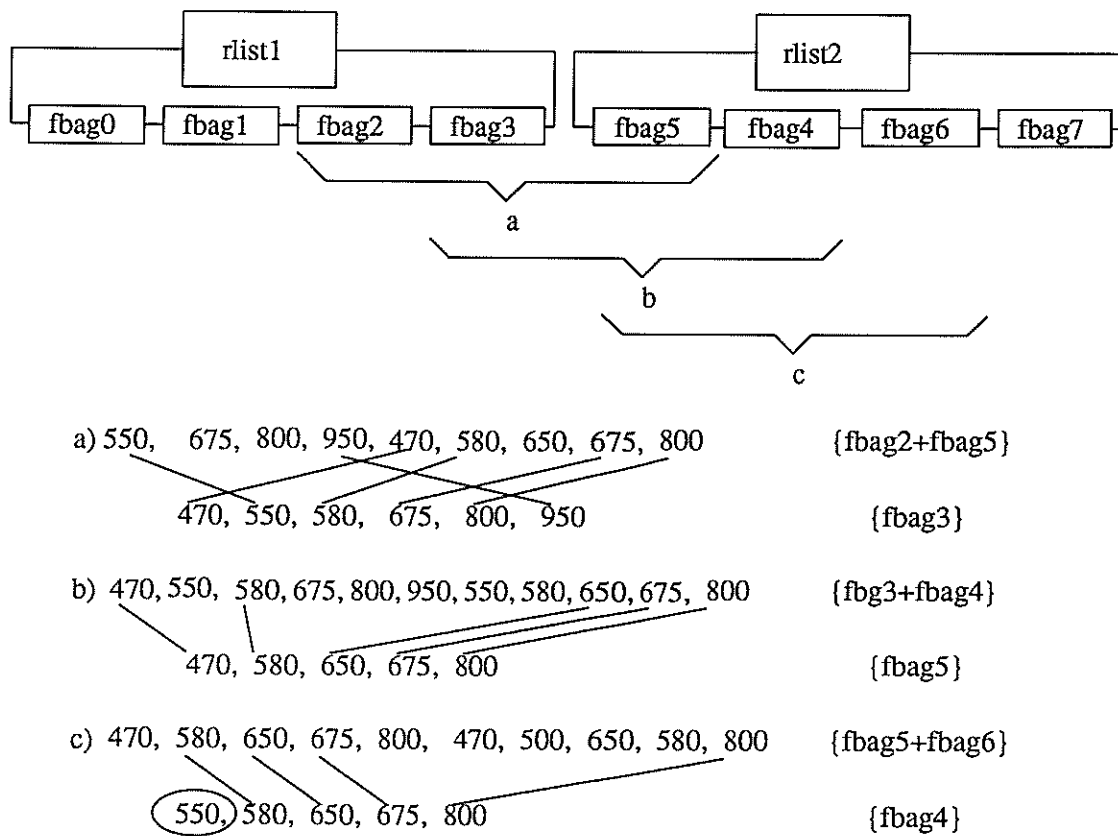 rlist1 rlist2
fbag0 fbag1 fbag2 fbag3 fbag5 fbag4 fbag6 fbag7
a
b
c
a) 550, 675, 800, 950, 470, 580, 650, 675, 800 {fbag2+fbag5}
470, 550, 580, 675, 800, 950 {fbag3}
b) 470, 550, 580, 675, 800, 950, 550, 580, 650, 675, 800 {fbg3+fbag4}
470, 580, 650, 675, 800 {fbag5}
c) 470, 580, 650, 675, 800, 470, 500, 650, 580, 800 {fbag5+fbag6}
550, 580, 650, 675, 800 {fbag4}